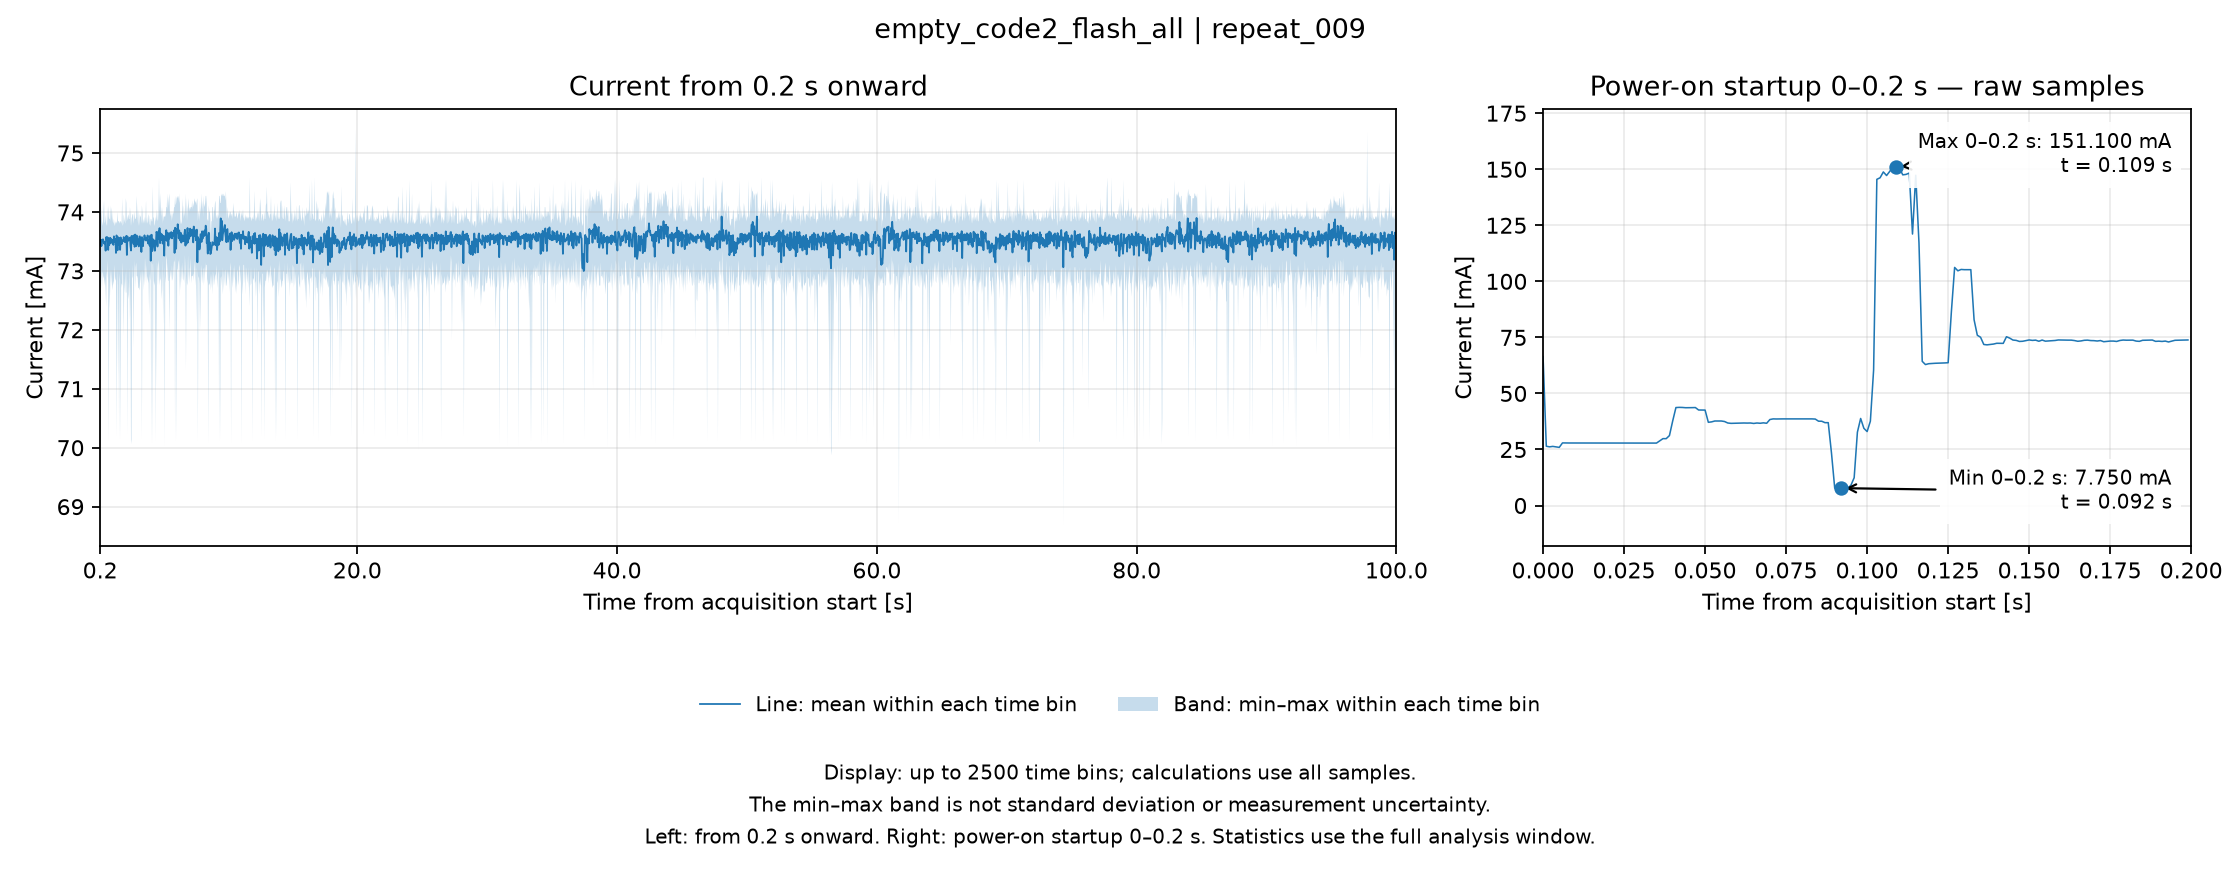 empty_code2_flash_all | repeat_009
Current from 0.2 s onward
Current [mA]
75
74
73
72
71
70
69
0.2
20.0
40.0
60.0
80.0
100.0
Time from acquisition start [s]
Power-on startup 0–0.2 s — raw samples
Current [mA]
175
150
125
100
75
50
25
0
Max 0–0.2 s: 151.100 mA
t = 0.109 s
Min 0–0.2 s: 7.750 mA
t = 0.092 s
0.000
0.025
0.050
0.075
0.100
0.125
0.150
0.175
0.200
Time from acquisition start [s]
Line: mean within each time bin
Band: min–max within each time bin
Display: up to 2500 time bins; calculations use all samples.
The min–max band is not standard deviation or measurement uncertainty.
Left: from 0.2 s onward. Right: power-on startup 0–0.2 s. Statistics use the full analysis window.